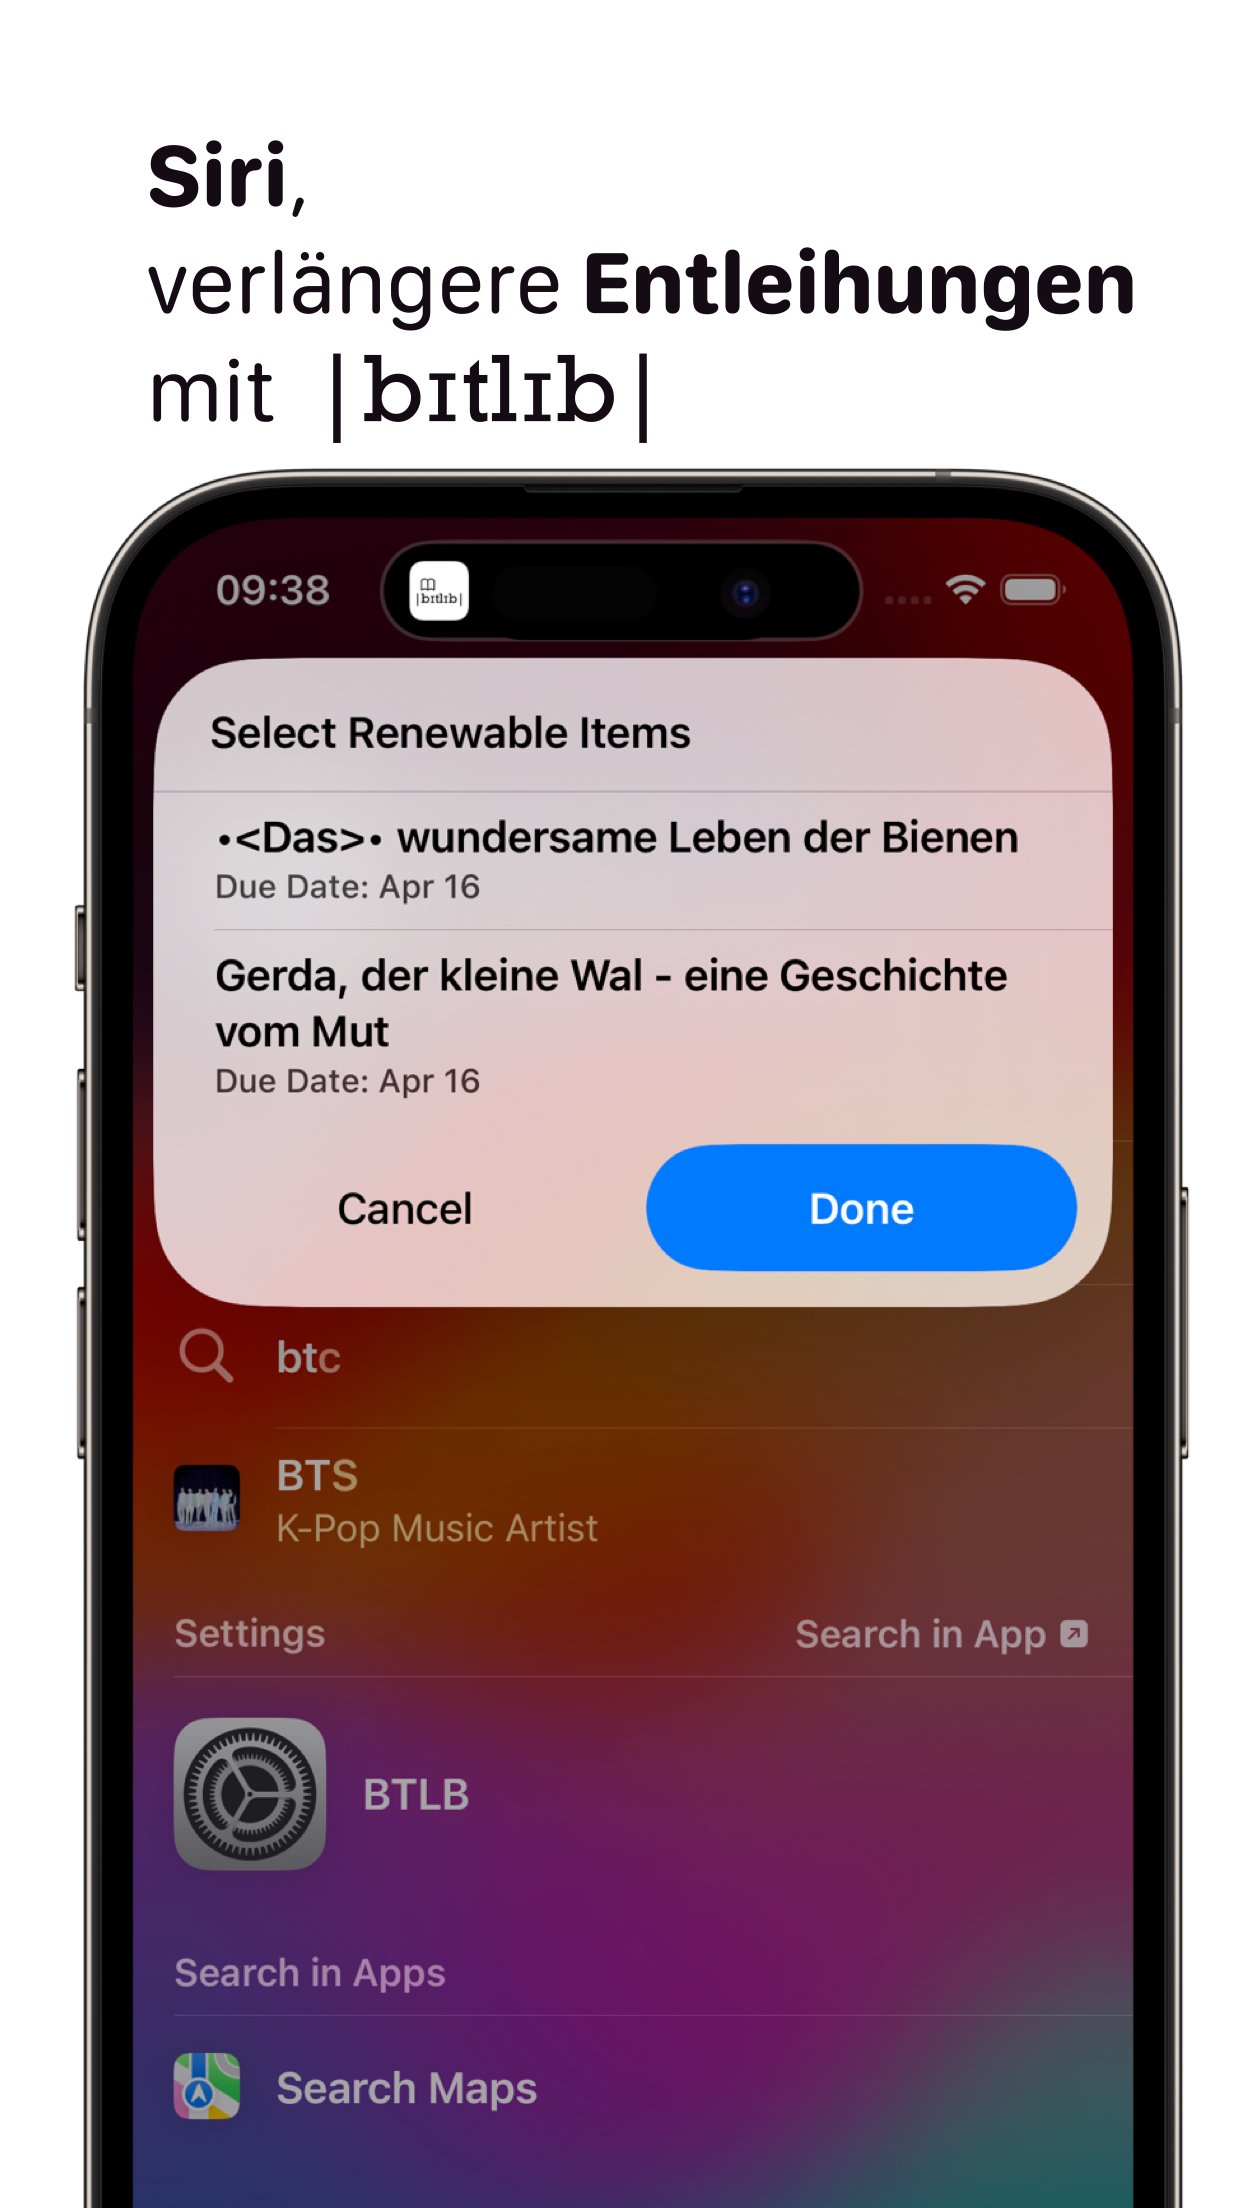 Siri,
verlängere Entleihungen
mit |bɪtlɪb|
09:38
|bɪtlɪb|
Select Renewable Items
•<Das>• wundersame Leben der Bienen
Due Date: Apr 16
Gerda, der kleine Wal - eine Geschichte
vom Mut
Due Date: Apr 16
Cancel
Done
btc
BTS
K-Pop Music Artist
Settings
Search in App
BTLB
Search in Apps
Search Maps